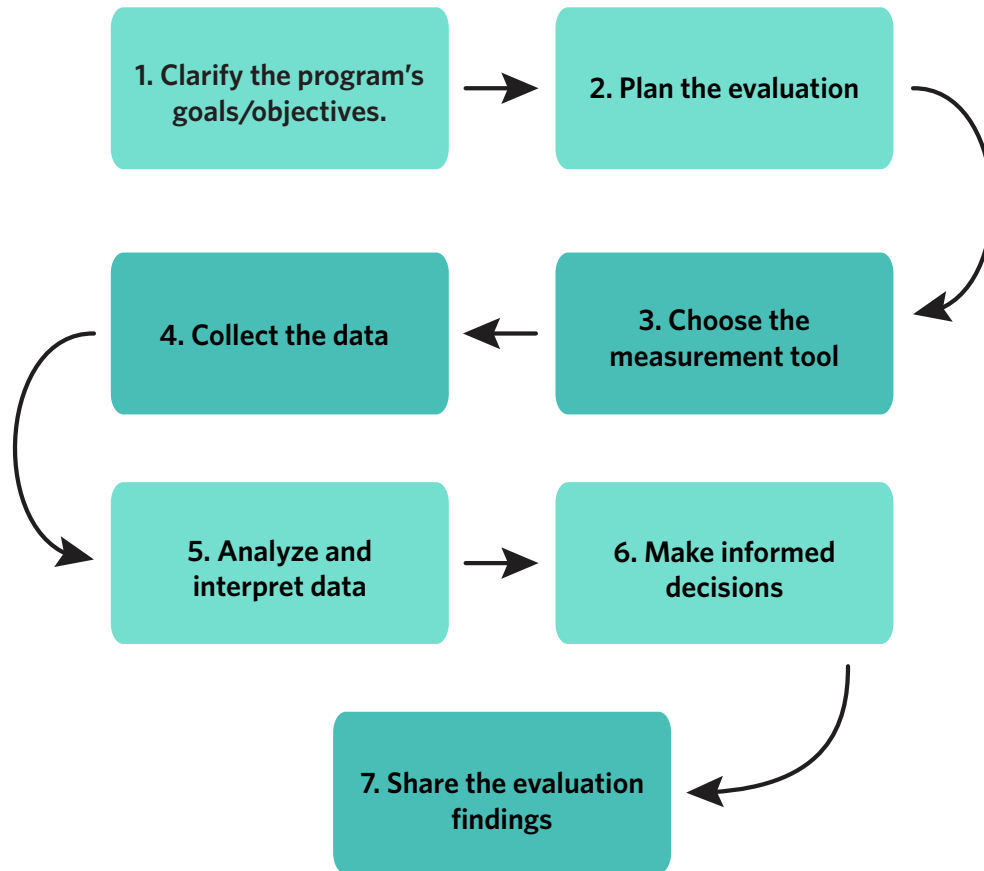 1. Clarify the program’s
goals/objectives.
2. Plan the evaluation
3. Choose the
measurement tool
4. Collect the data
5. Analyze and
interpret data
6. Make informed
decisions
7. Share the evaluation
findings